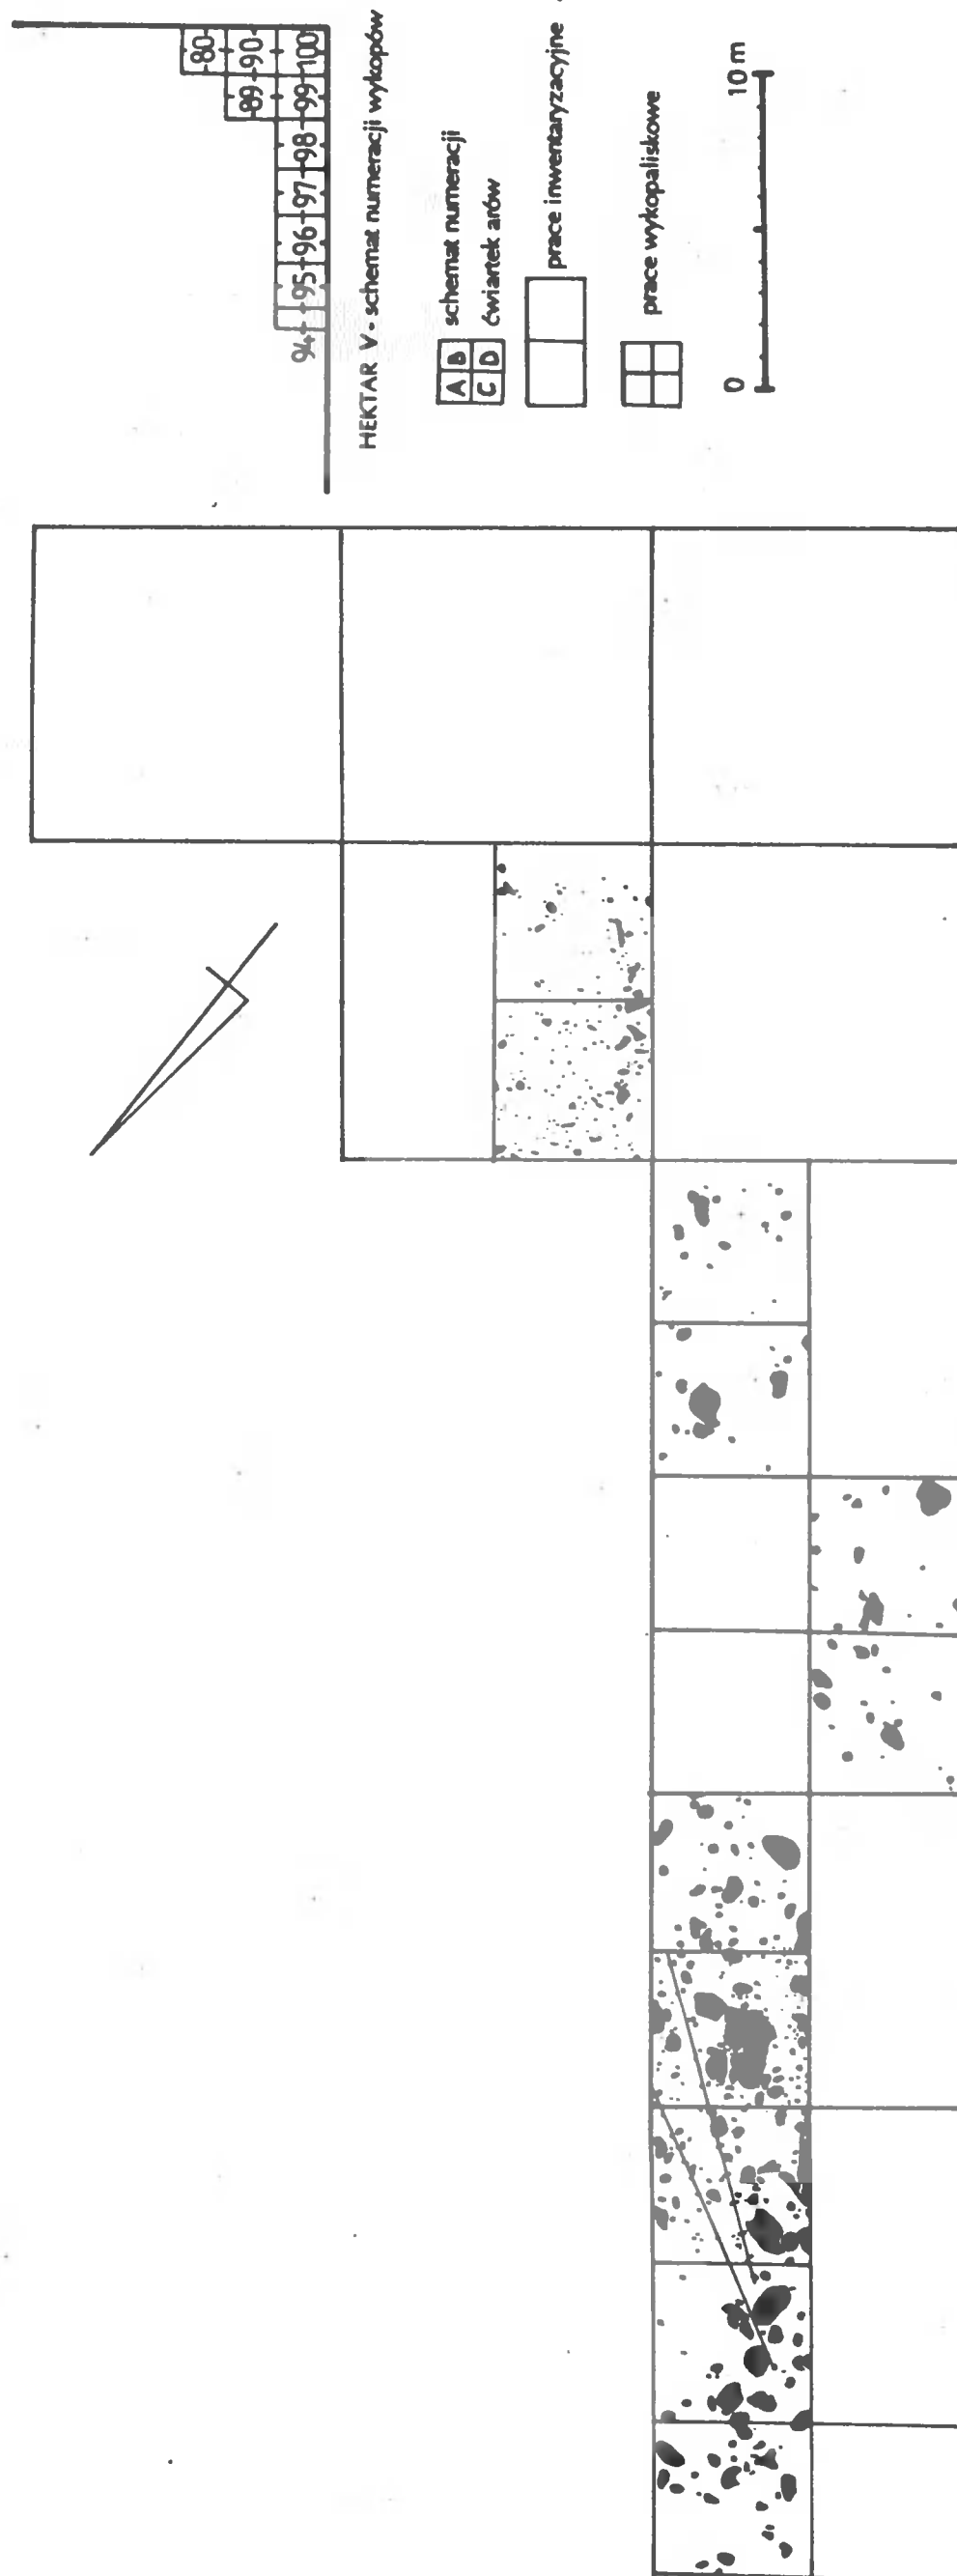 80
89 90
94 95 96 97 98 99 100
HEKTAR V - schemat numeracji wykopów
A B schemat numeracji
C D ćwiartek arów
prace inwentaryzacyjne
prace wykopaliskowe
0 10 m